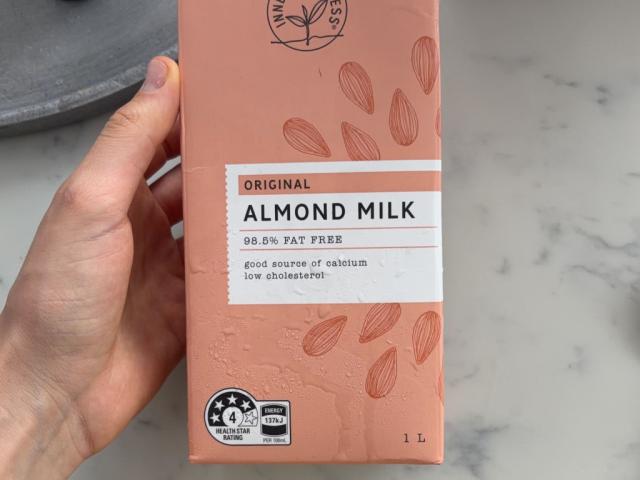 ORIGINAL
ALMOND MILK
98.5% FAT FREE
good source of calcium
low cholesterol
4
HEALTH STAR
RATING
ENERGY
137kJ
PER 100mL
1 L